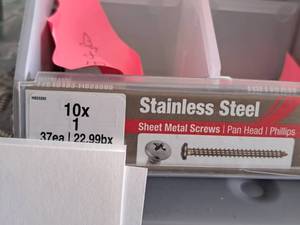 10x
1
37ea | 22.99bx
Stainless Steel
Sheet Metal Screws | Pan Head | Phillips